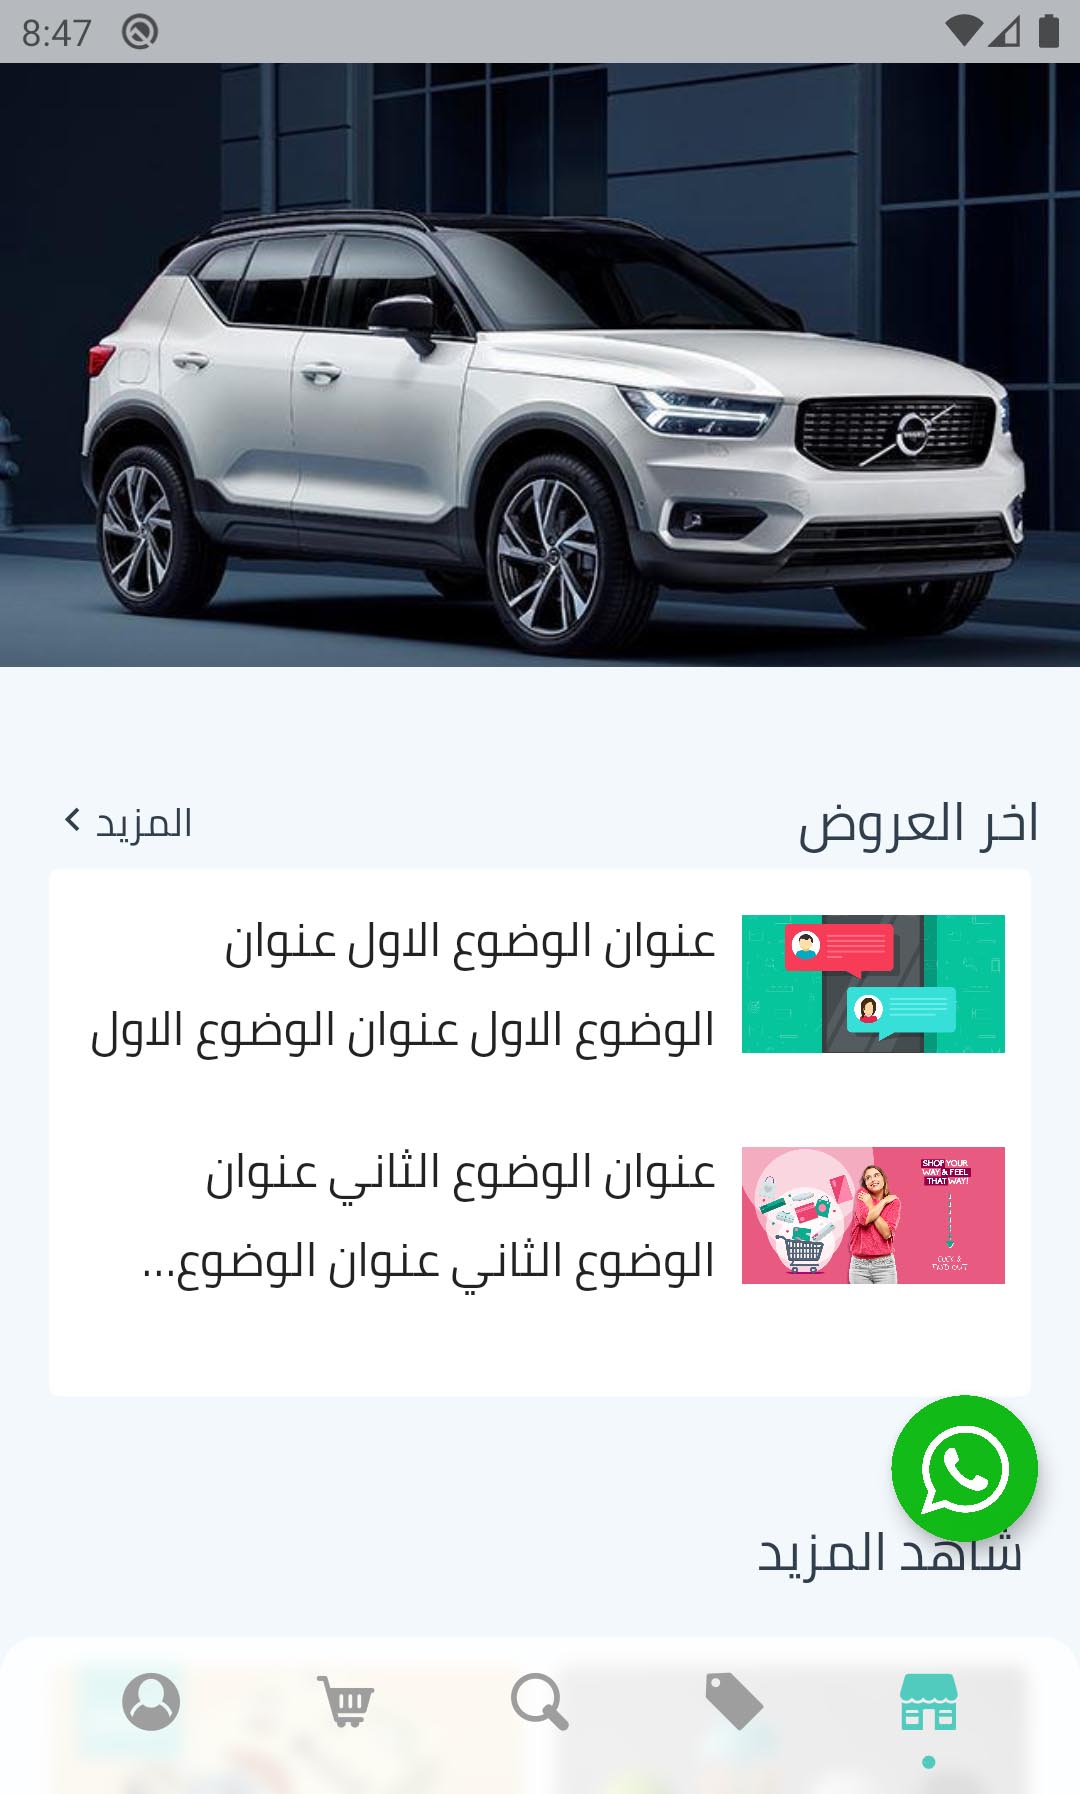 8:47
اخر العروض
المزيد
عنوان الوضوع الاول عنوان
الوضوع الاول عنوان الوضوع الاول
SHOP YOUR
WAY & FEEL
THAT WAY!
CLICK &
FIND OUT
عنوان الوضوع الثاني عنوان
الوضوع الثاني عنوان الوضوع...
شاهد المزيد